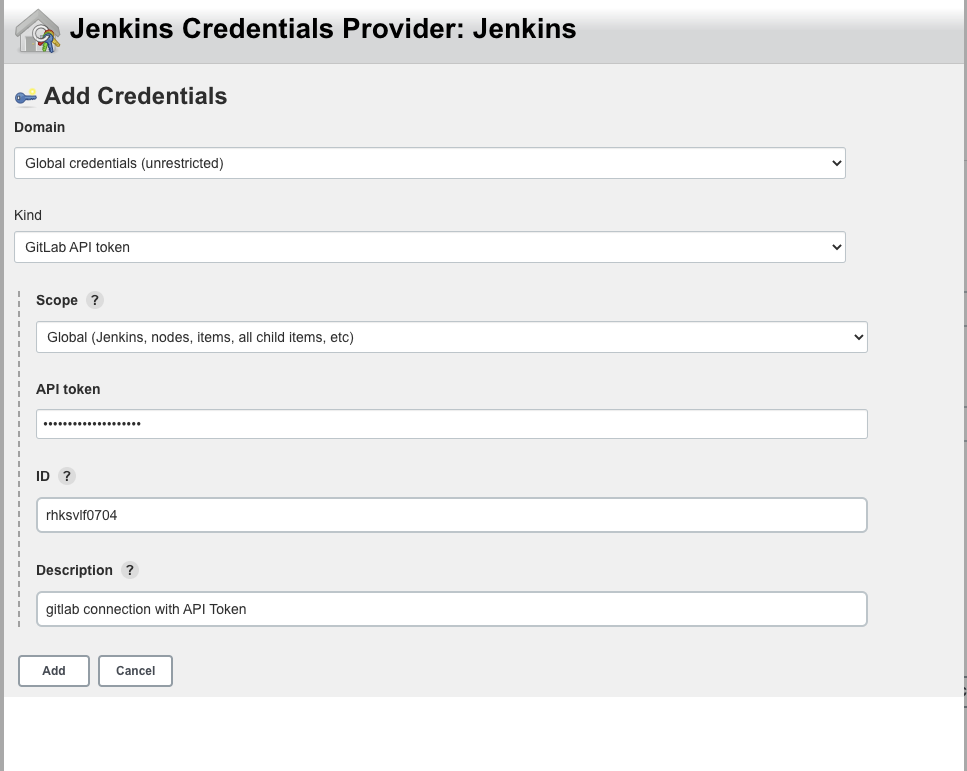 Jenkins Credentials Provider: Jenkins
Add Credentials
Domain
Global credentials (unrestricted)
Kind
GitLab API token
Scope ?
Global (Jenkins, nodes, items, all child items, etc)
API token
••••••••••••••••••••
ID ?
rhksvlf0704
Description ?
gitlab connection with API Token
Add Cancel